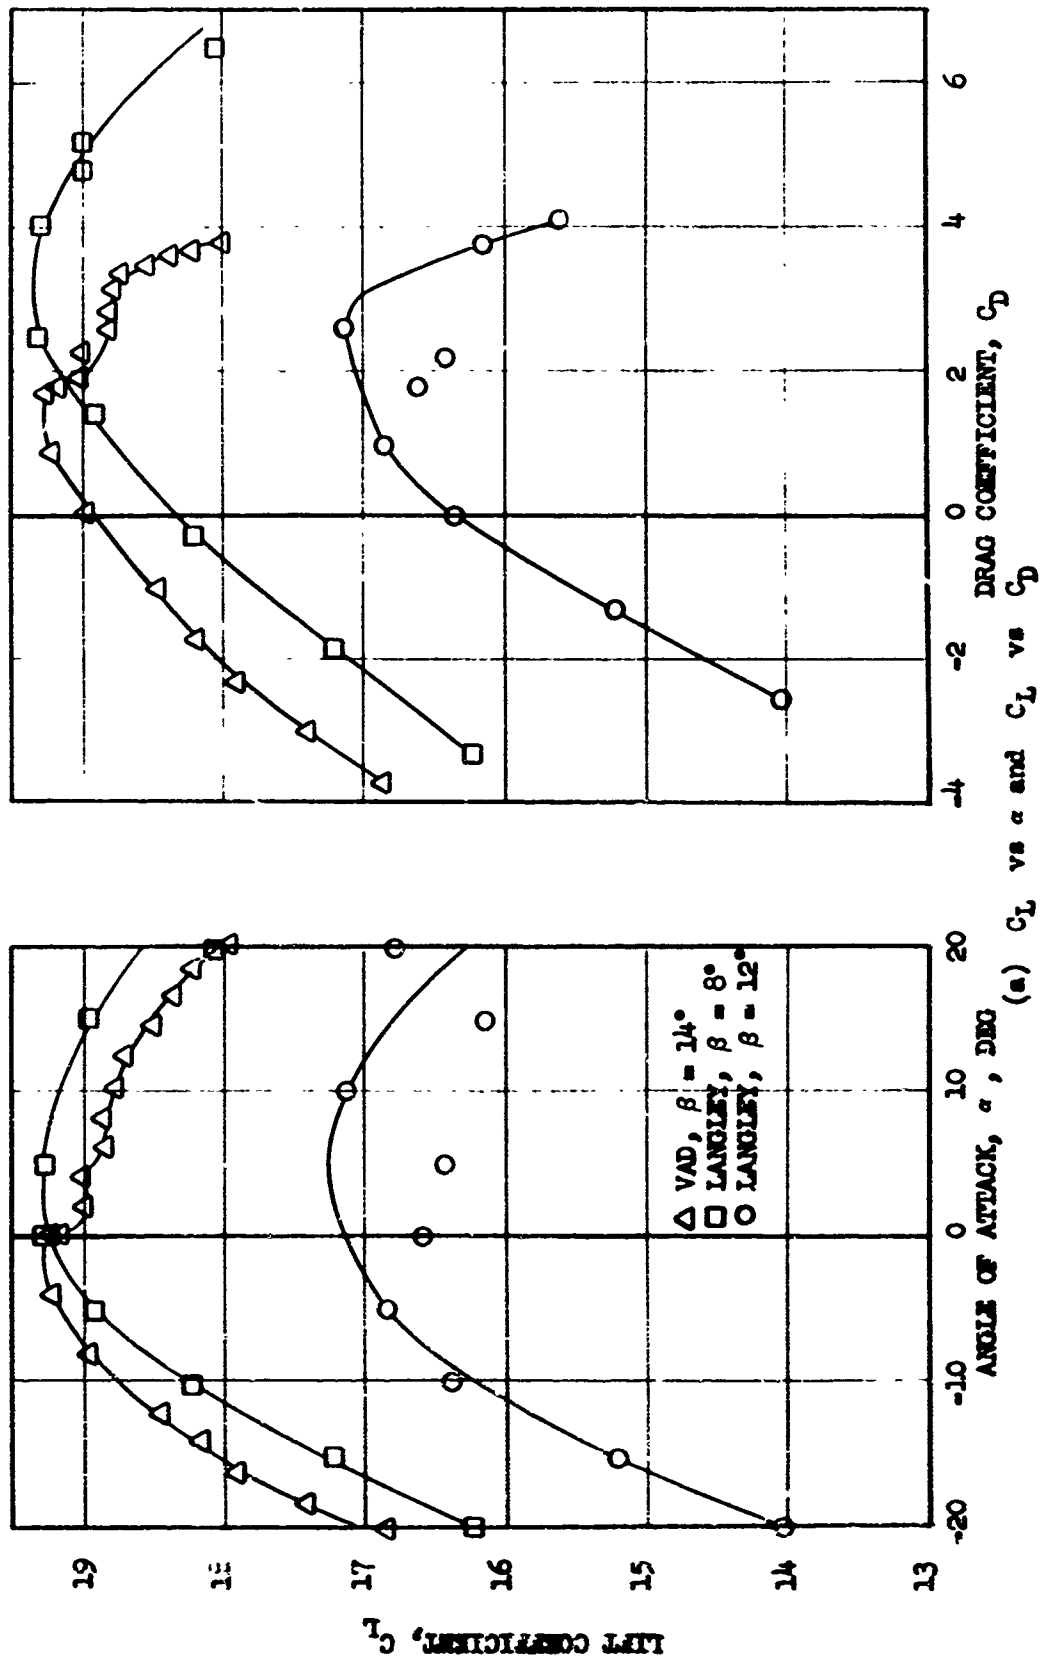 LIFT COEFFICIENT, CL
19
18
17
16
15
14
13
-20
-10
0
10
20
ANGLE OF ATTACK, α, DEG
△ VAD, β = 14°
□ LANGLEY, β = 8°
○ LANGLEY, β = 12°
-4
-2
0
2
4
6
DRAG COEFFICIENT, CD
(a) CL vs α and CL vs CD